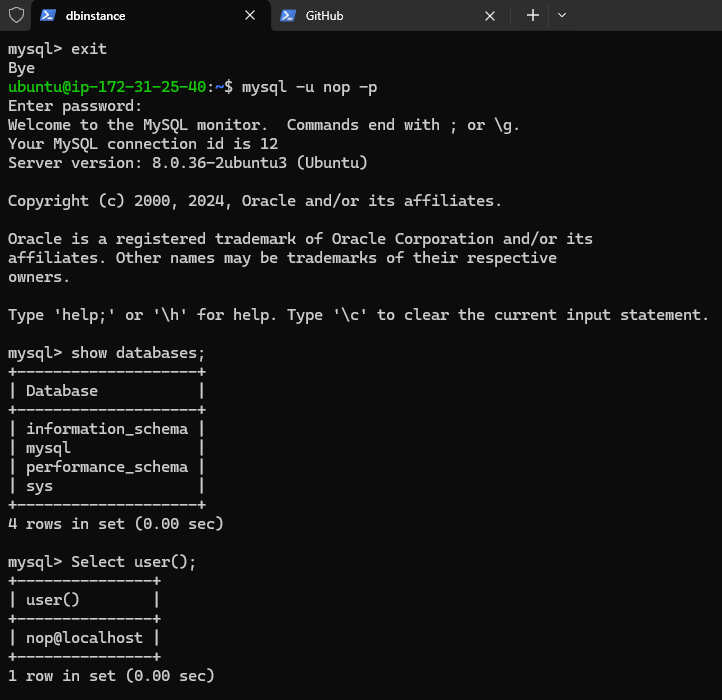 dbinstance
GitHub
mysql> exit
Bye
ubuntu@ip-172-31-25-40:~$ mysql -u nop -p
Enter password:
Welcome to the MySQL monitor.  Commands end with ; or \g.
Your MySQL connection id is 12
Server version: 8.0.36-2ubuntu3 (Ubuntu)

Copyright (c) 2000, 2024, Oracle and/or its affiliates.

Oracle is a registered trademark of Oracle Corporation and/or its
affiliates. Other names may be trademarks of their respective
owners.

Type 'help;' or '\h' for help. Type '\c' to clear the current input statement.

mysql> show databases;
+--------------------+
| Database           |
+--------------------+
| information_schema |
| mysql              |
| performance_schema |
| sys                |
+--------------------+
4 rows in set (0.00 sec)

mysql> Select user();
+---------------+
| user()        |
+---------------+
| nop@localhost |
+---------------+
1 row in set (0.00 sec)